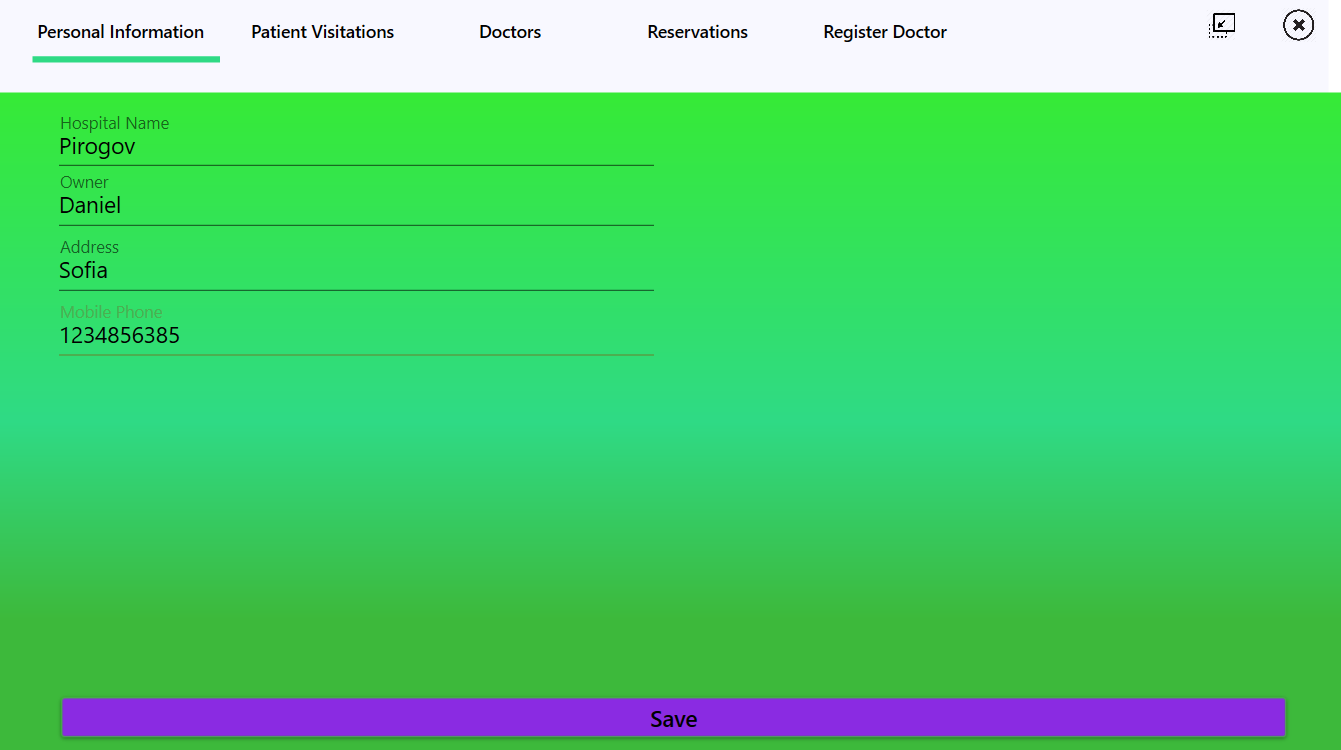 Personal Information Patient Visitations Doctors Reservations Register Doctor
Hospital Name
Pirogov
Owner
Daniel
Address
Sofia
Mobile Phone
1234856385
Save